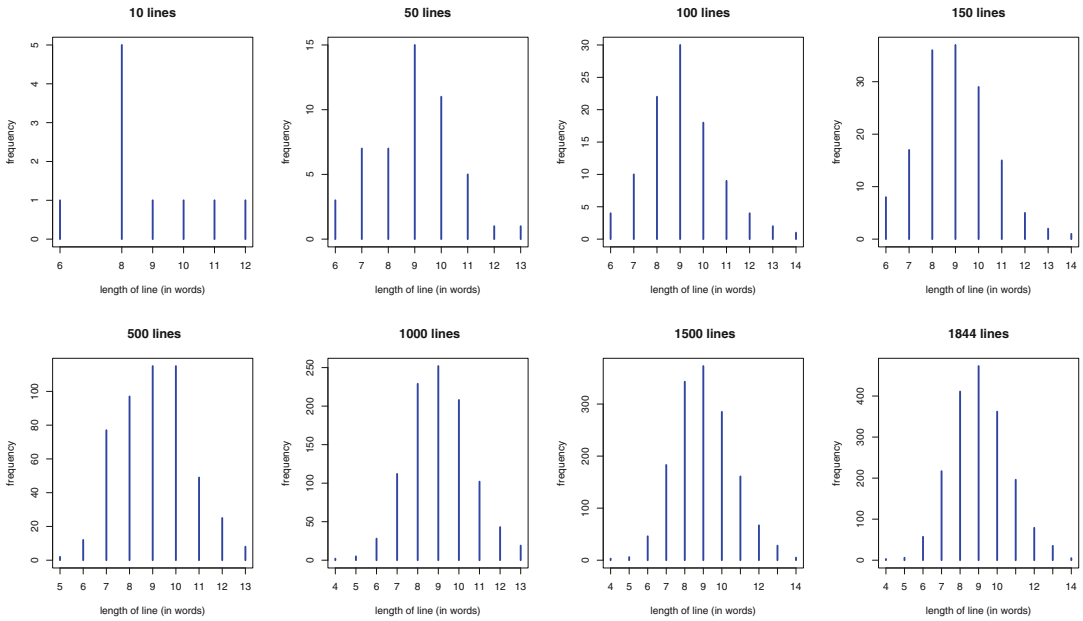 10 lines
frequency
0 1 2 3 4 5
6 8 9 10 11 12
length of line (in words)
50 lines
frequency
0 5 10 15
6 7 8 9 10 11 12 13
length of line (in words)
100 lines
frequency
0 5 10 15 20 25 30
6 7 8 9 10 11 12 13 14
length of line (in words)
150 lines
frequency
0 10 20 30
6 7 8 9 10 11 12 13 14
length of line (in words)
500 lines
frequency
0 20 40 60 80 100
5 6 7 8 9 10 11 12 13
length of line (in words)
1000 lines
frequency
0 50 100 150 200 250
4 5 6 7 8 9 10 11 12 13
length of line (in words)
1500 lines
frequency
0 100 200 300
4 5 6 7 8 9 10 12 14
length of line (in words)
1844 lines
frequency
0 100 200 300 400
4 5 6 7 8 9 10 12 14
length of line (in words)